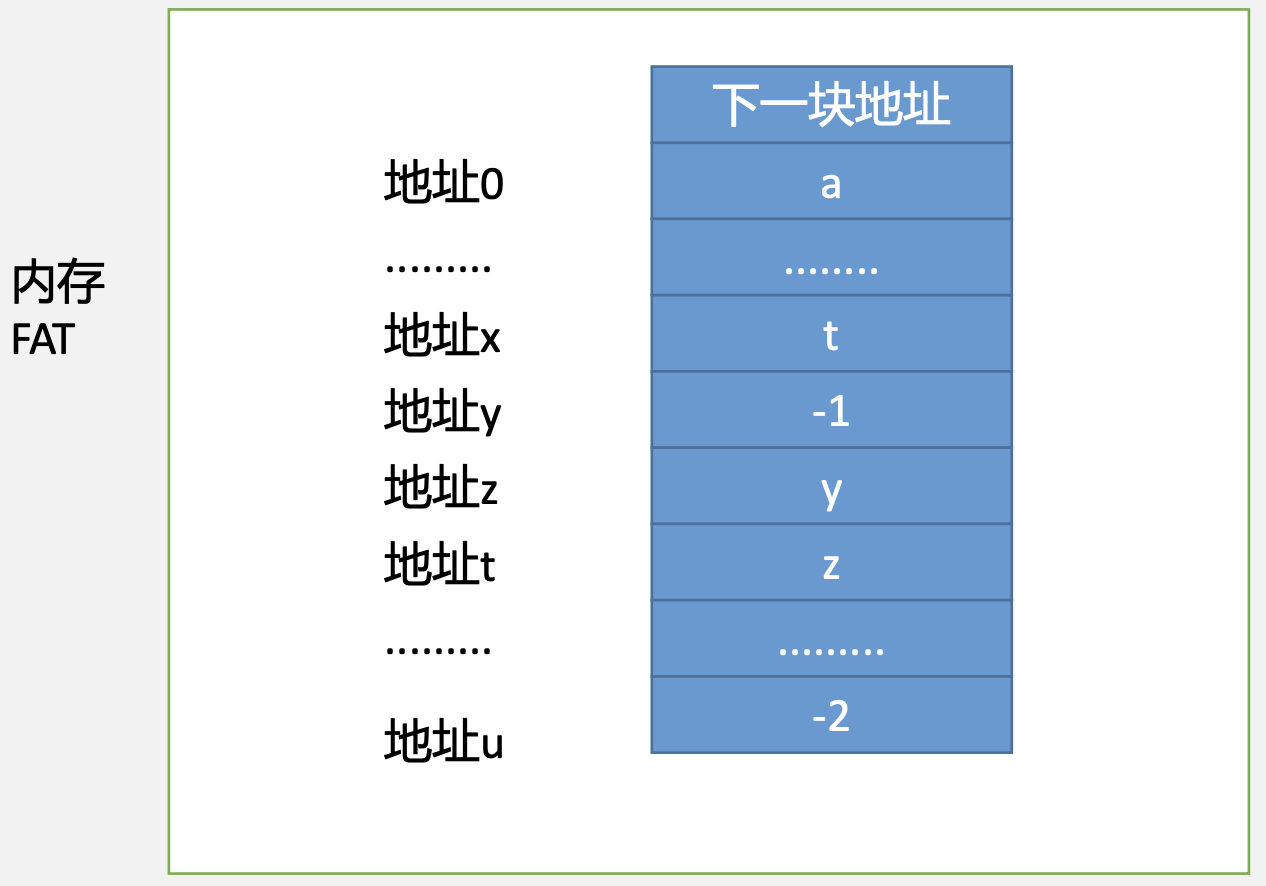 下一块地址
地址0 a
......... ........
内存
FAT
地址x t
地址y -1
地址z y
地址t z
......... .........
地址u -2